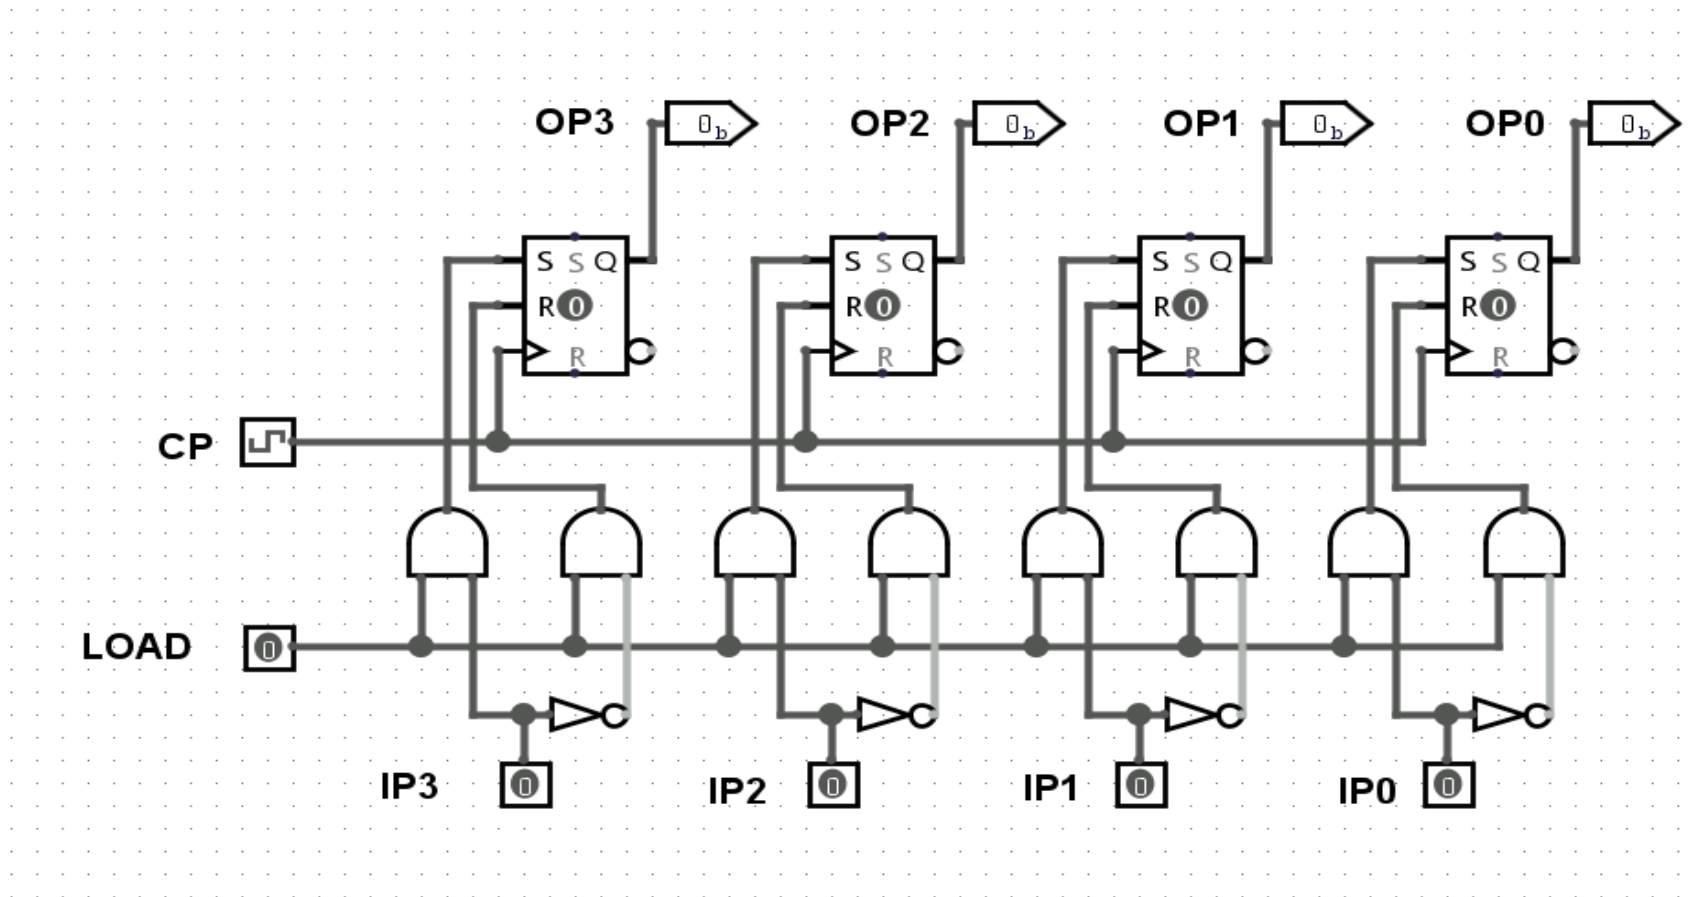 OP3 0b OP2 0b OP1 0b OP0 0b
S S Q S S Q S S Q S S Q
R 0 R 0 R 0 R 0
R R R R
CP
LOAD 0
IP3 0 IP2 0 IP1 0 IP0 0